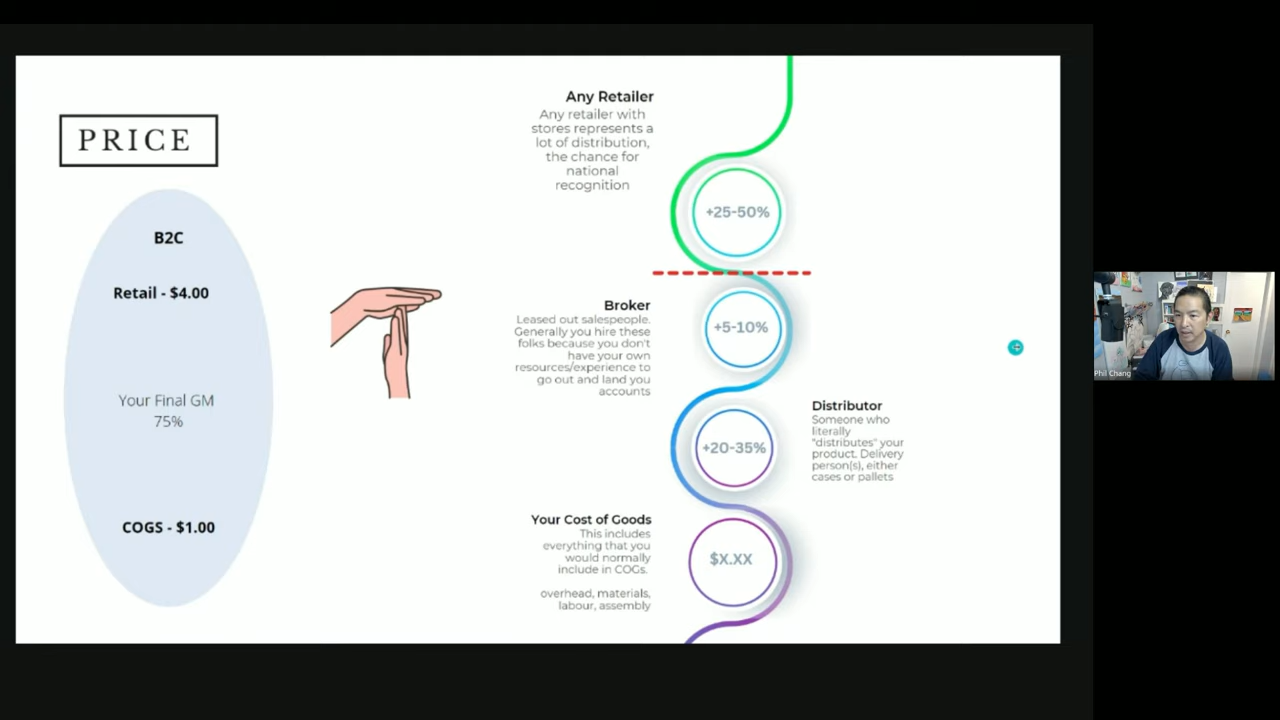 PRICE
B2C
Retail - $4.00
Your Final GM
75%
COGS - $1.00
Any Retailer
Any retailer with
stores represents a
lot of distribution,
the chance for
national
recognition
+25-50%
Broker
Leased out salespeople.
Generally you hire these
folks because you don't
have your own
resources/experience to
go out and land you
accounts
+5-10%
Distributor
Someone who
literally
"distributes" your
product. Delivery
person(s), either
cases or pallets
+20-35%
Your Cost of Goods
This includes
everything that you
would normally
include in COGs.
overhead, materials,
labour, assembly
$X.XX
Phil Chang